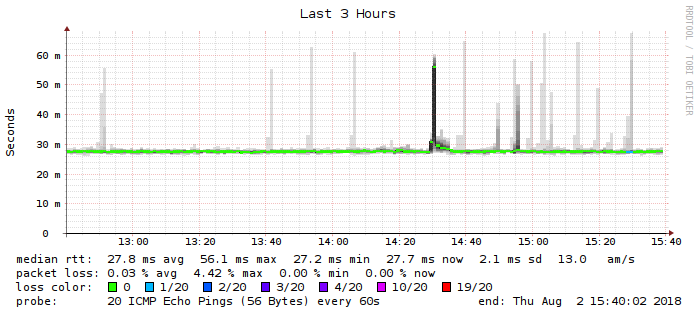 Last 3 Hours
RRDTOOL / TOBI OETIKER
Seconds
60 m
50 m
40 m
30 m
20 m
10 m
0
13:00 13:20 13:40 14:00 14:20 14:40 15:00 15:20 15:40
median rtt: 27.8 ms avg 56.1 ms max 27.2 ms min 27.7 ms now 2.1 ms sd 13.0 am/s
packet loss: 0.03 % avg 4.42 % max 0.00 % min 0.00 % now
loss color: 0 1/20 2/20 3/20 4/20 10/20 19/20
probe: 20 ICMP Echo Pings (56 Bytes) every 60s end: Thu Aug 2 15:40:02 2018